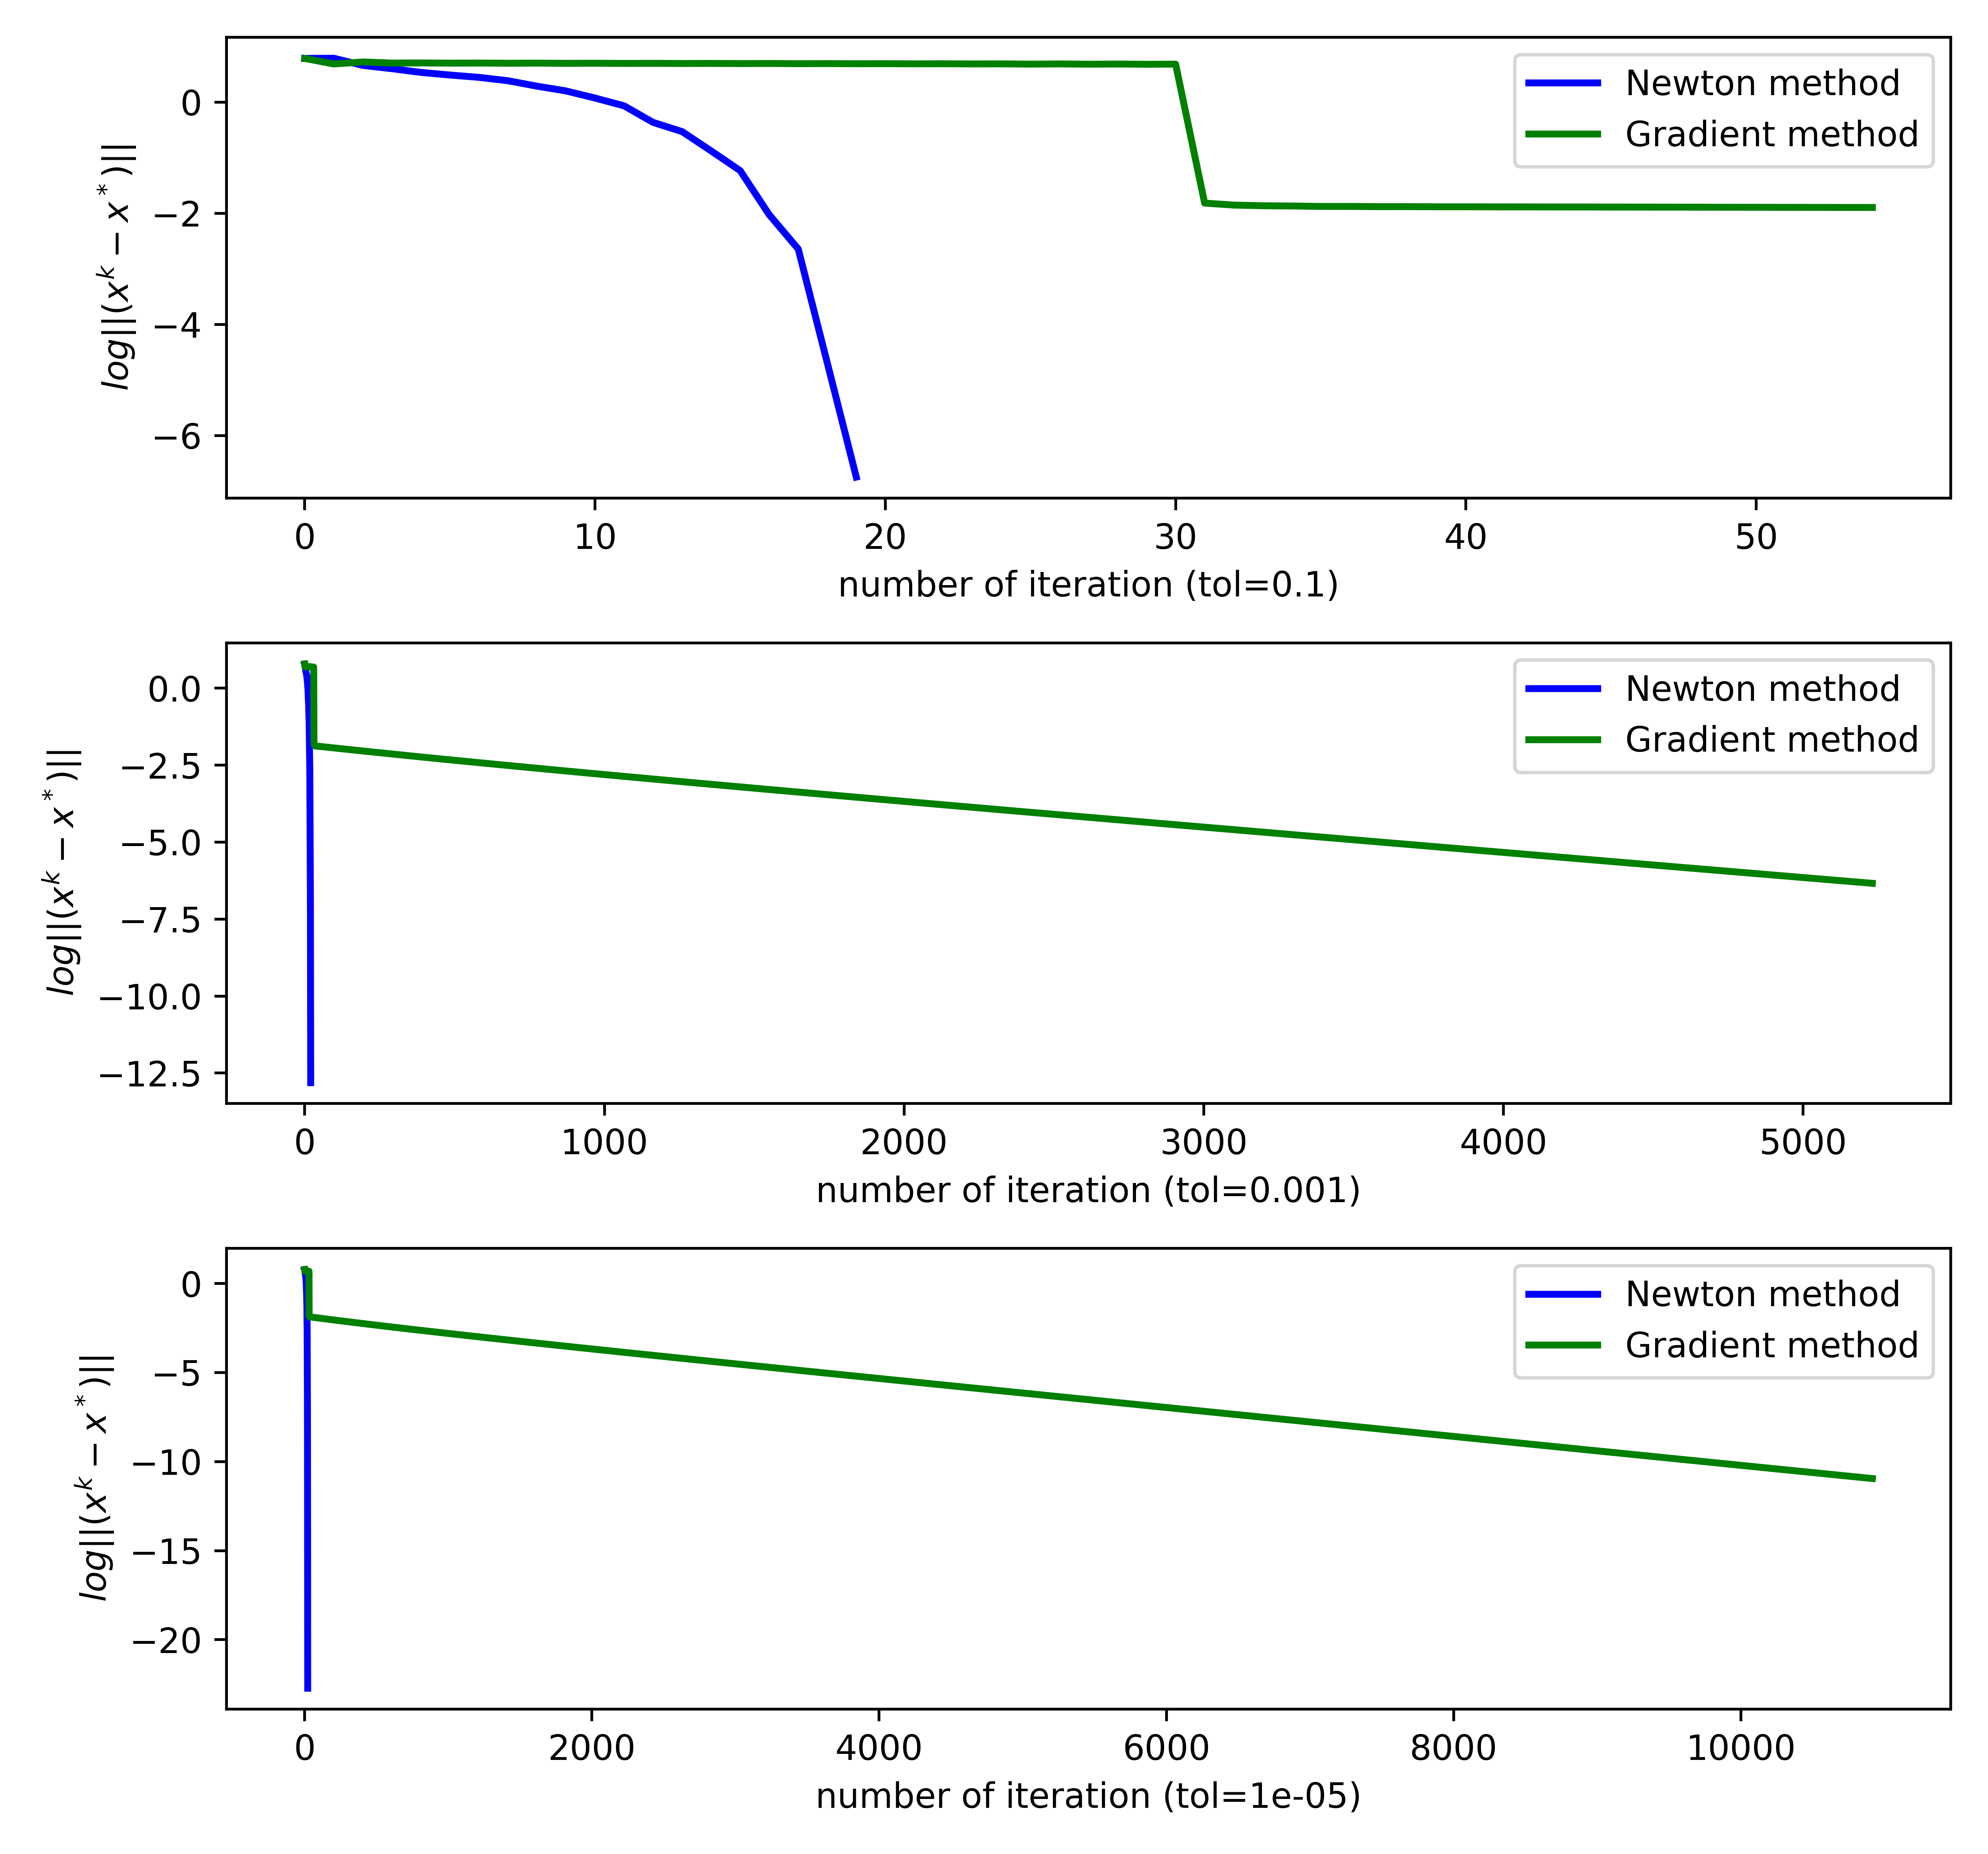 log||(x^k − x^*)||
0
−2
−4
−6
Newton method
Gradient method
0 10 20 30 40 50
number of iteration (tol=0.1)
log||(x^k − x^*)||
0.0
−2.5
−5.0
−7.5
−10.0
−12.5
Newton method
Gradient method
0 1000 2000 3000 4000 5000
number of iteration (tol=0.001)
log||(x^k − x^*)||
0
−5
−10
−15
−20
Newton method
Gradient method
0 2000 4000 6000 8000 10000
number of iteration (tol=1e-05)